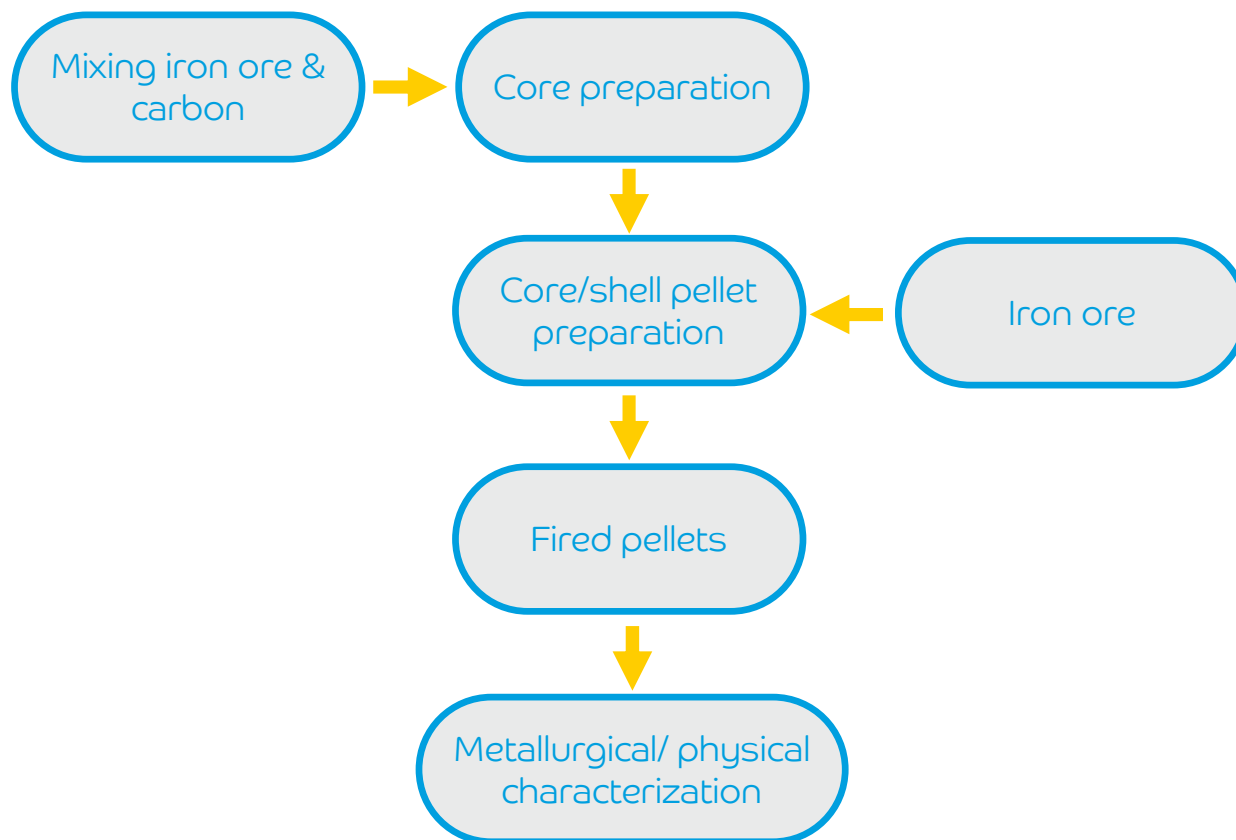 Mixing iron ore &
carbon
Core preparation
Core/shell pellet
preparation
Iron ore
Fired pellets
Metallurgical/ physical
characterization